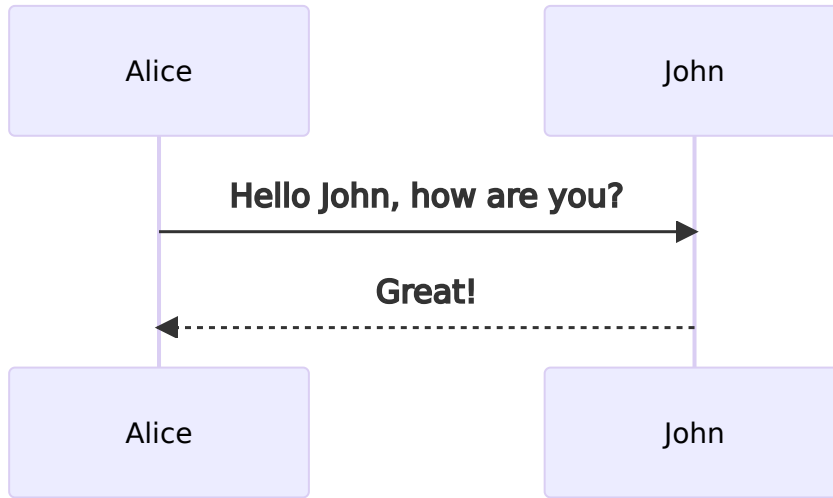 Alice
John
Hello John, how are you?
Great!
Alice
John